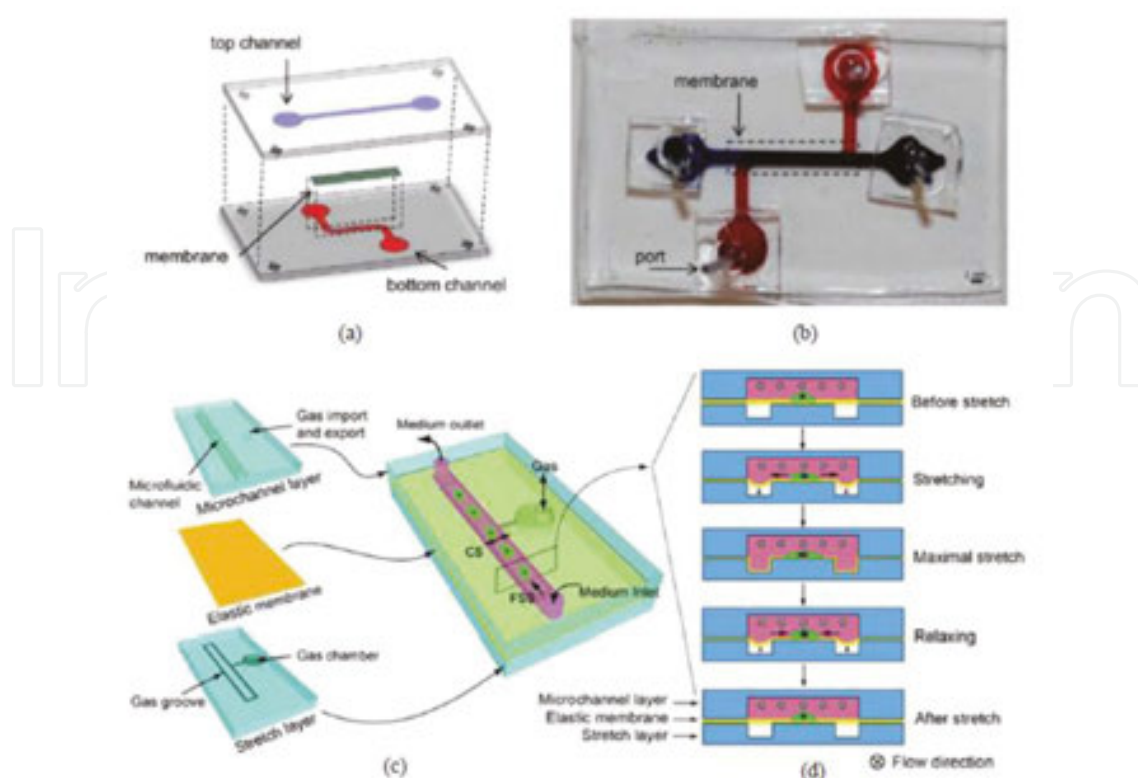 top channel
membrane
bottom channel
(a)
membrane
port
(b)
Gas import
and export
Microfluidic
channel
Microchannel layer
Elastic membrane
Gas chamber
Gas groove
Stretch layer
Medium outlet
Gas
CS
FSS
Medium Inlet
(c)
Before stretch
Stretching
Maximal stretch
Relaxing
After stretch
Microchannel layer
Elastic membrane
Stretch layer
Flow direction
(d)